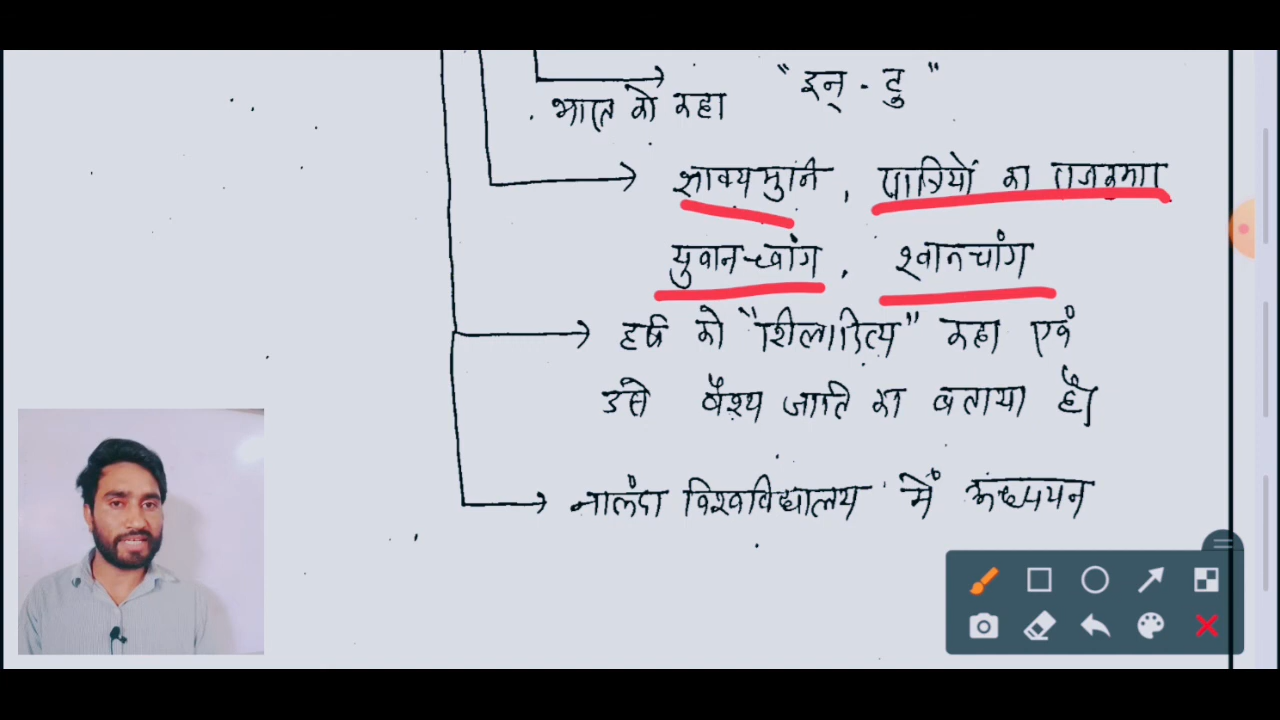 "इन् - टु"
भारत को कहा
शाक्यमुनि, यात्रियों का राजकुमार
युवान-च्वांग, श्वानचांग
हर्ष को "शिलादित्य" कहा एवं
उसे वैश्य जाति का बताया है।
नालंदा विश्वविद्यालय में अध्ययन